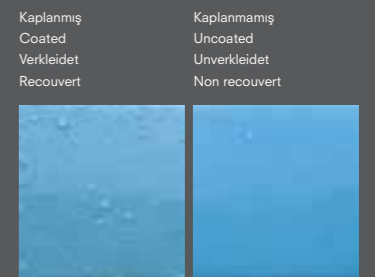 Kaplanmış
Coated
Verkleidet
Recouvert
Kaplanmamış
Uncoated
Unverkleidet
Non recouvert